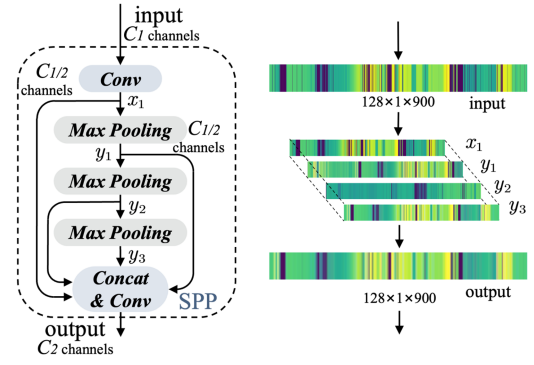 input
C1 channels
C1/2
channels
Conv
x1
Max Pooling
C1/2
channels
y1
Max Pooling
y2
Max Pooling
y3
Concat
& Conv
SPP
output
C2 channels
128×1×900
input
x1
y1
y2
y3
128×1×900
output